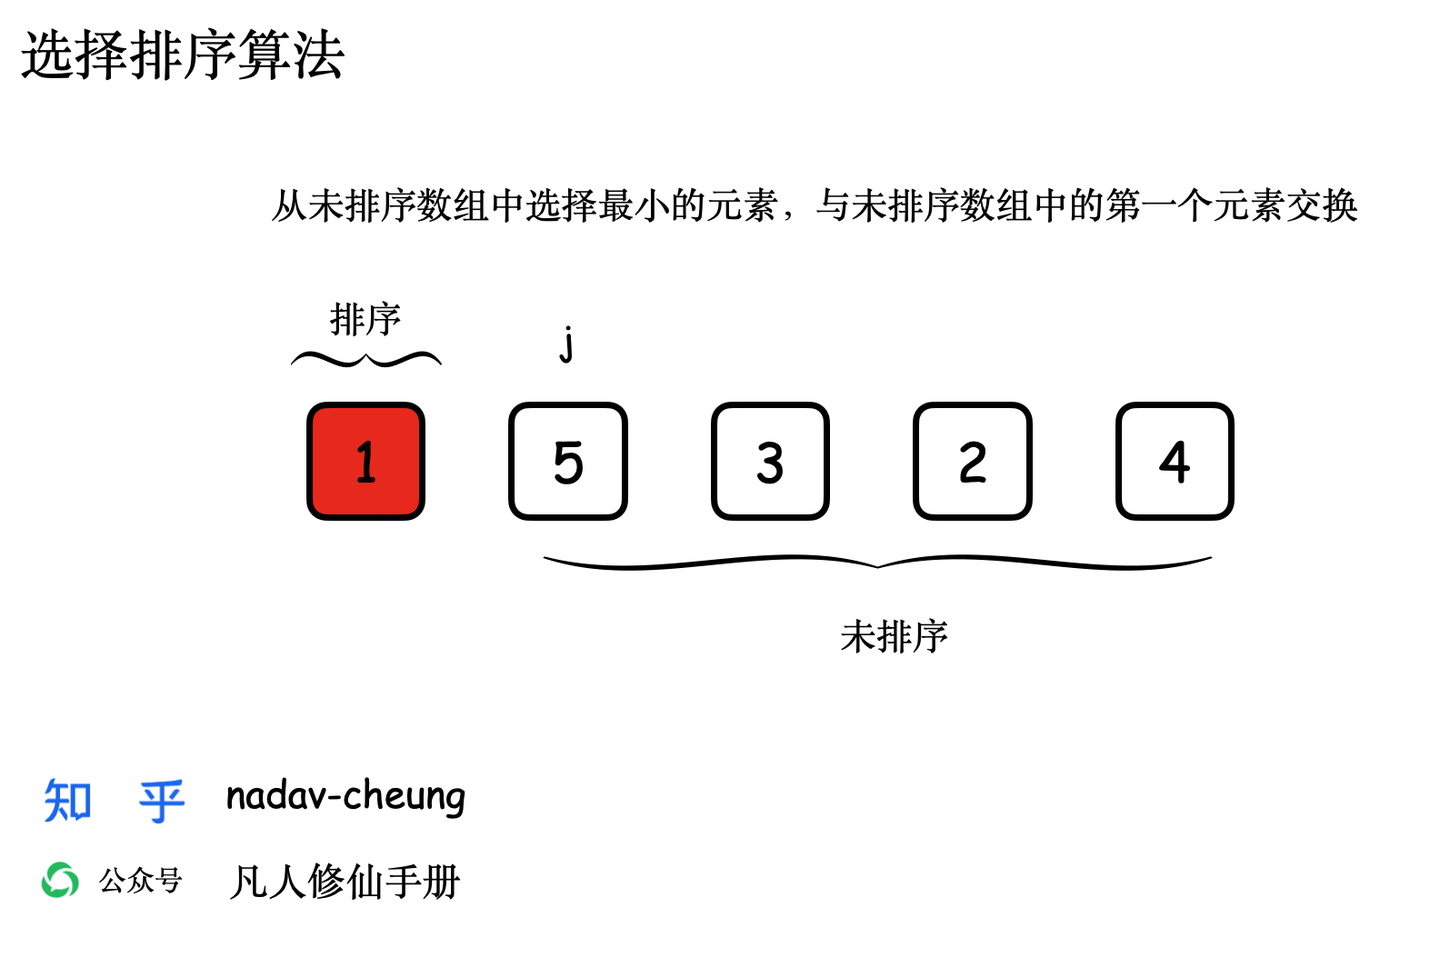 选择排序算法
从未排序数组中选择最小的元素，与未排序数组中的第一个元素交换
排序
j
1 5 3 2 4
未排序
知 乎 nadav-cheung
公众号 凡人修仙手册